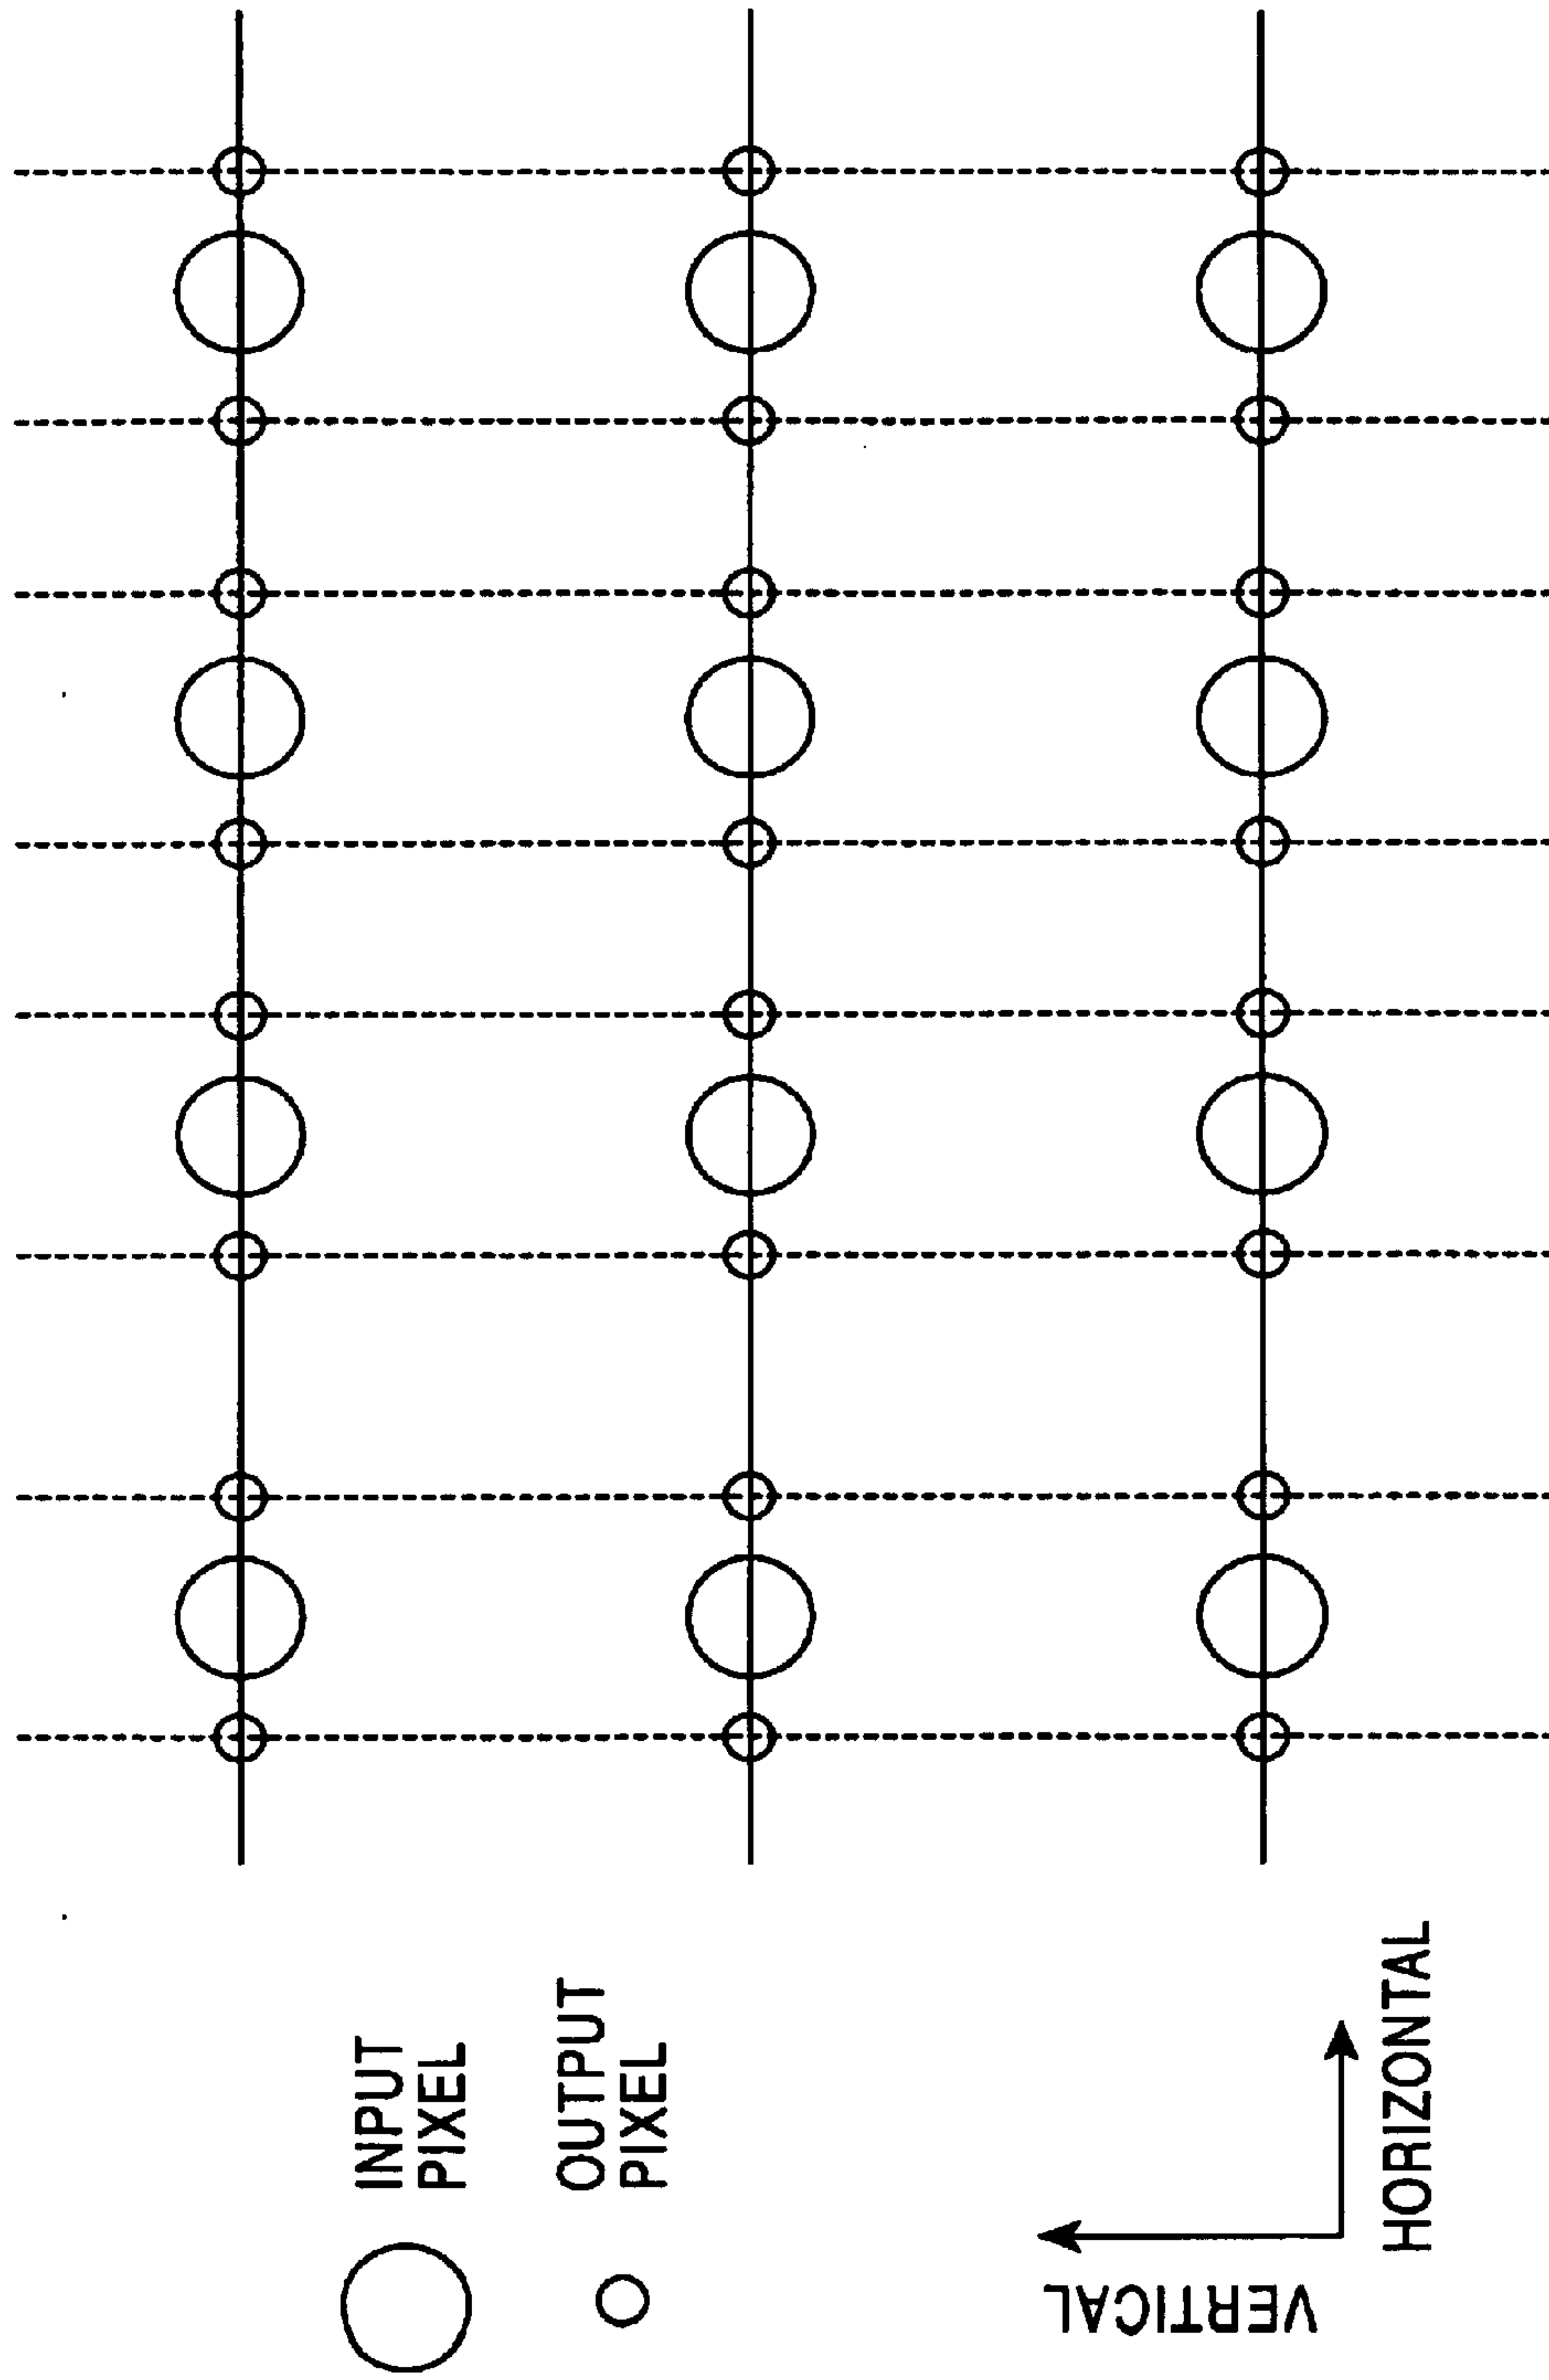 INPUT
PIXEL
OUTPUT
PIXEL
VERTICAL
HORIZONTAL